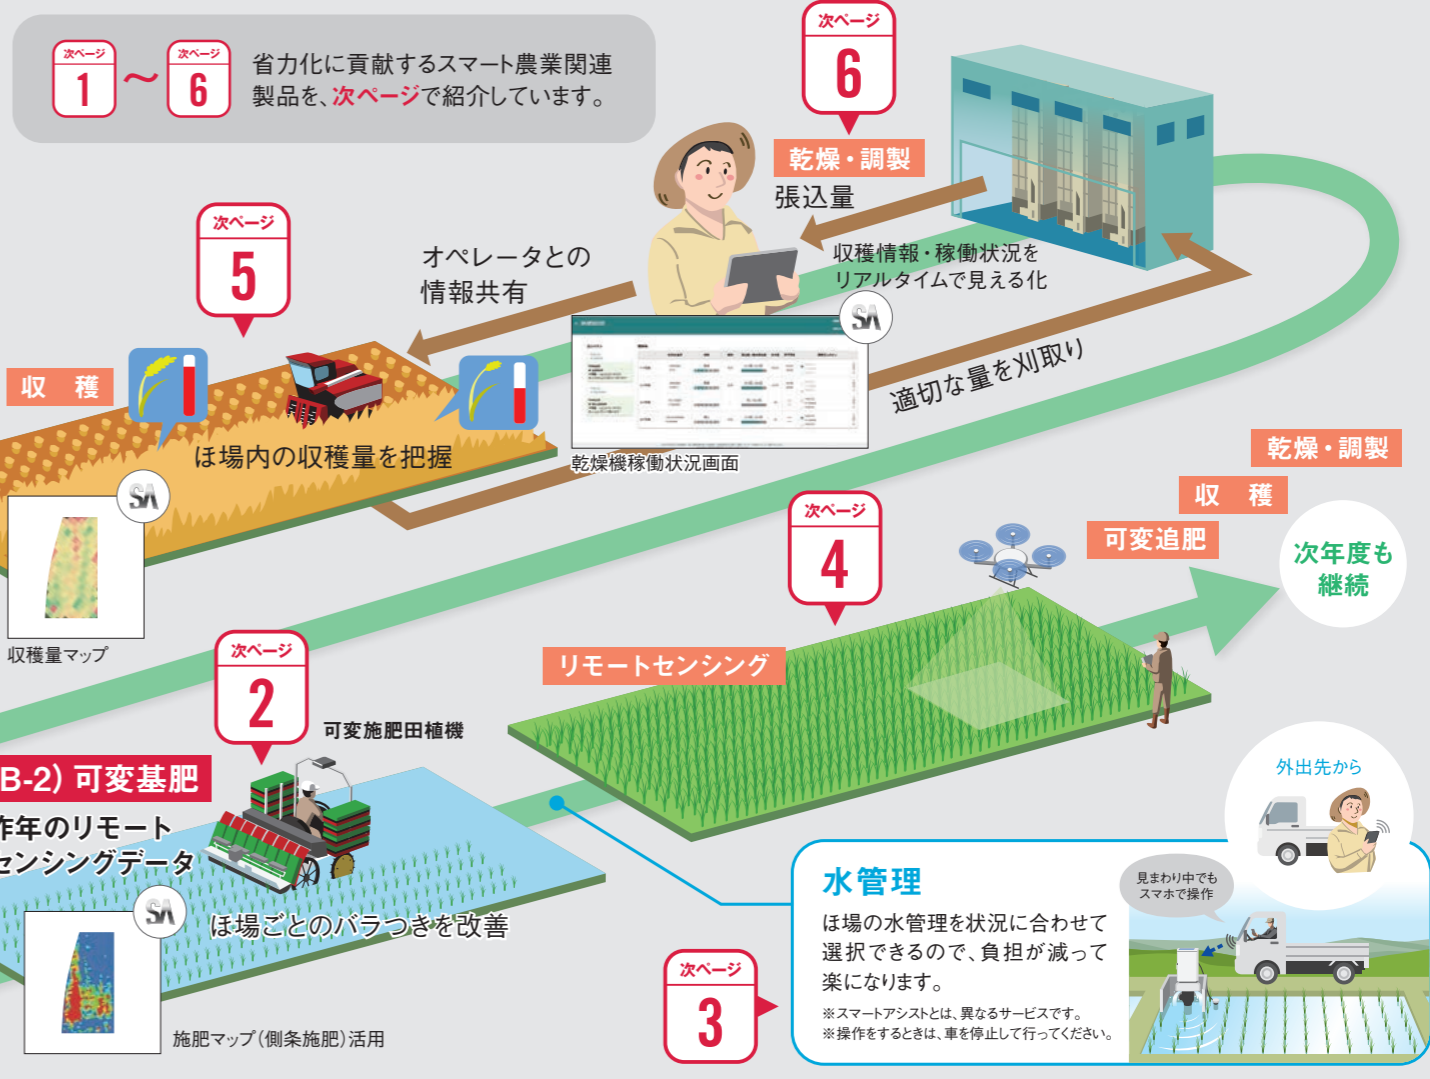 次ページ
1
～
次ページ
6
省力化に貢献するスマート農業関連
製品を、次ページで紹介しています。
次ページ
6
乾燥・調製
張込量
収穫情報・稼働状況を
リアルタイムで見える化
SA
次ページ
5
オペレータとの
情報共有
収　穫
ほ場内の収穫量を把握
乾燥機稼働状況画面
適切な量を刈取り
SA
収穫量マップ
乾燥・調製
収　穫
可変追肥
次年度も
継続
次ページ
4
リモートセンシング
次ページ
2
可変施肥田植機
B-2）可変基肥
昨年のリモート
センシングデータ
SA
ほ場ごとのバラつきを改善
施肥マップ（側条施肥）活用
次ページ
3
水管理
ほ場の水管理を状況に合わせて
選択できるので、負担が減って
楽になります。
※スマートアシストとは、異なるサービスです。
※操作をするときは、車を停止して行ってください。
外出先から
見まわり中でも
スマホで操作